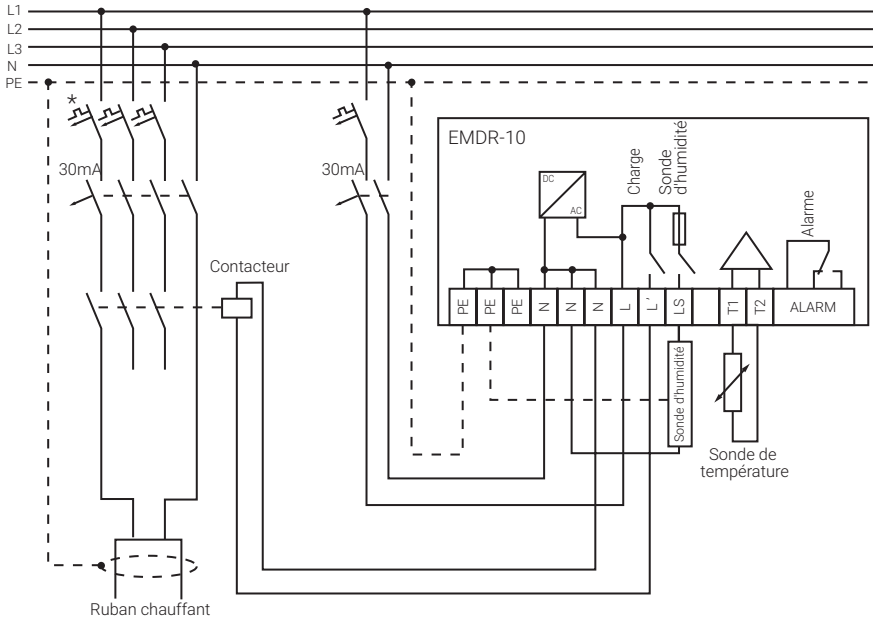 L1
L2
L3
N
PE
*
30mA
30mA
EMDR-10
DC
AC
Charge
Sonde
d'humidité
Alarme
Contacteur
PE
PE
PE
N
N
N
L
L'
LS
T1
T2
ALARM
Sonde d'humidité
Sonde de
température
Ruban chauffant